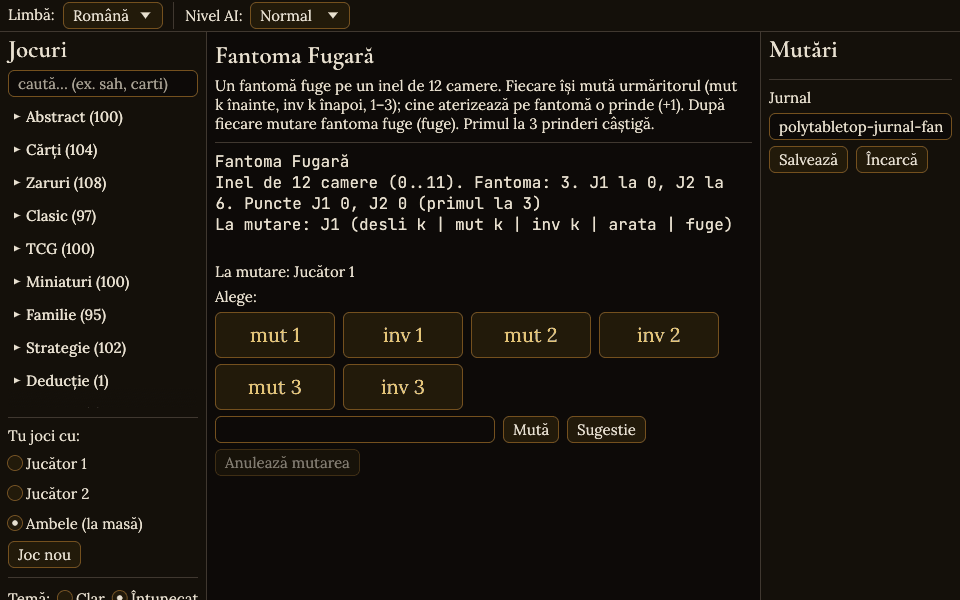 Limbă: Română ▼ Nivel AI: Normal ▼
Jocuri
caută... (ex. sah, carti)
▸ Abstract (100)
▸ Cărți (104)
▸ Zaruri (108)
▸ Clasic (97)
▸ TCG (100)
▸ Miniaturi (100)
▸ Familie (95)
▸ Strategie (102)
▸ Deducție (1)
Tu joci cu:
Jucător 1
Jucător 2
Ambele (la masă)
Joc nou
Temă: Clar Întunecat
Fantoma Fugară
Un fantomă fuge pe un inel de 12 camere. Fiecare își mută următoriul (mut
k înainte, inv k înapoi, 1–3); cine aterizează pe fantomă o prinde (+1). După
fiecare mutare fantoma fuge (fuge). Primul la 3 prinderi câștigă.
Fantoma Fugară
Inel de 12 camere (0..11). Fantoma: 3. J1 la 0, J2 la
6. Puncte J1 0, J2 0 (primul la 3)
La mutare: J1 (desli k | mut k | inv k | arata | fuge)
La mutare: Jucător 1
Alege:
mut 1 inv 1 mut 2 inv 2
mut 3 inv 3
Mută Sugestie
Anulează mutarea
Mutări
Jurnal
polytabletop-jurnal-fan
Salvează Încarcă